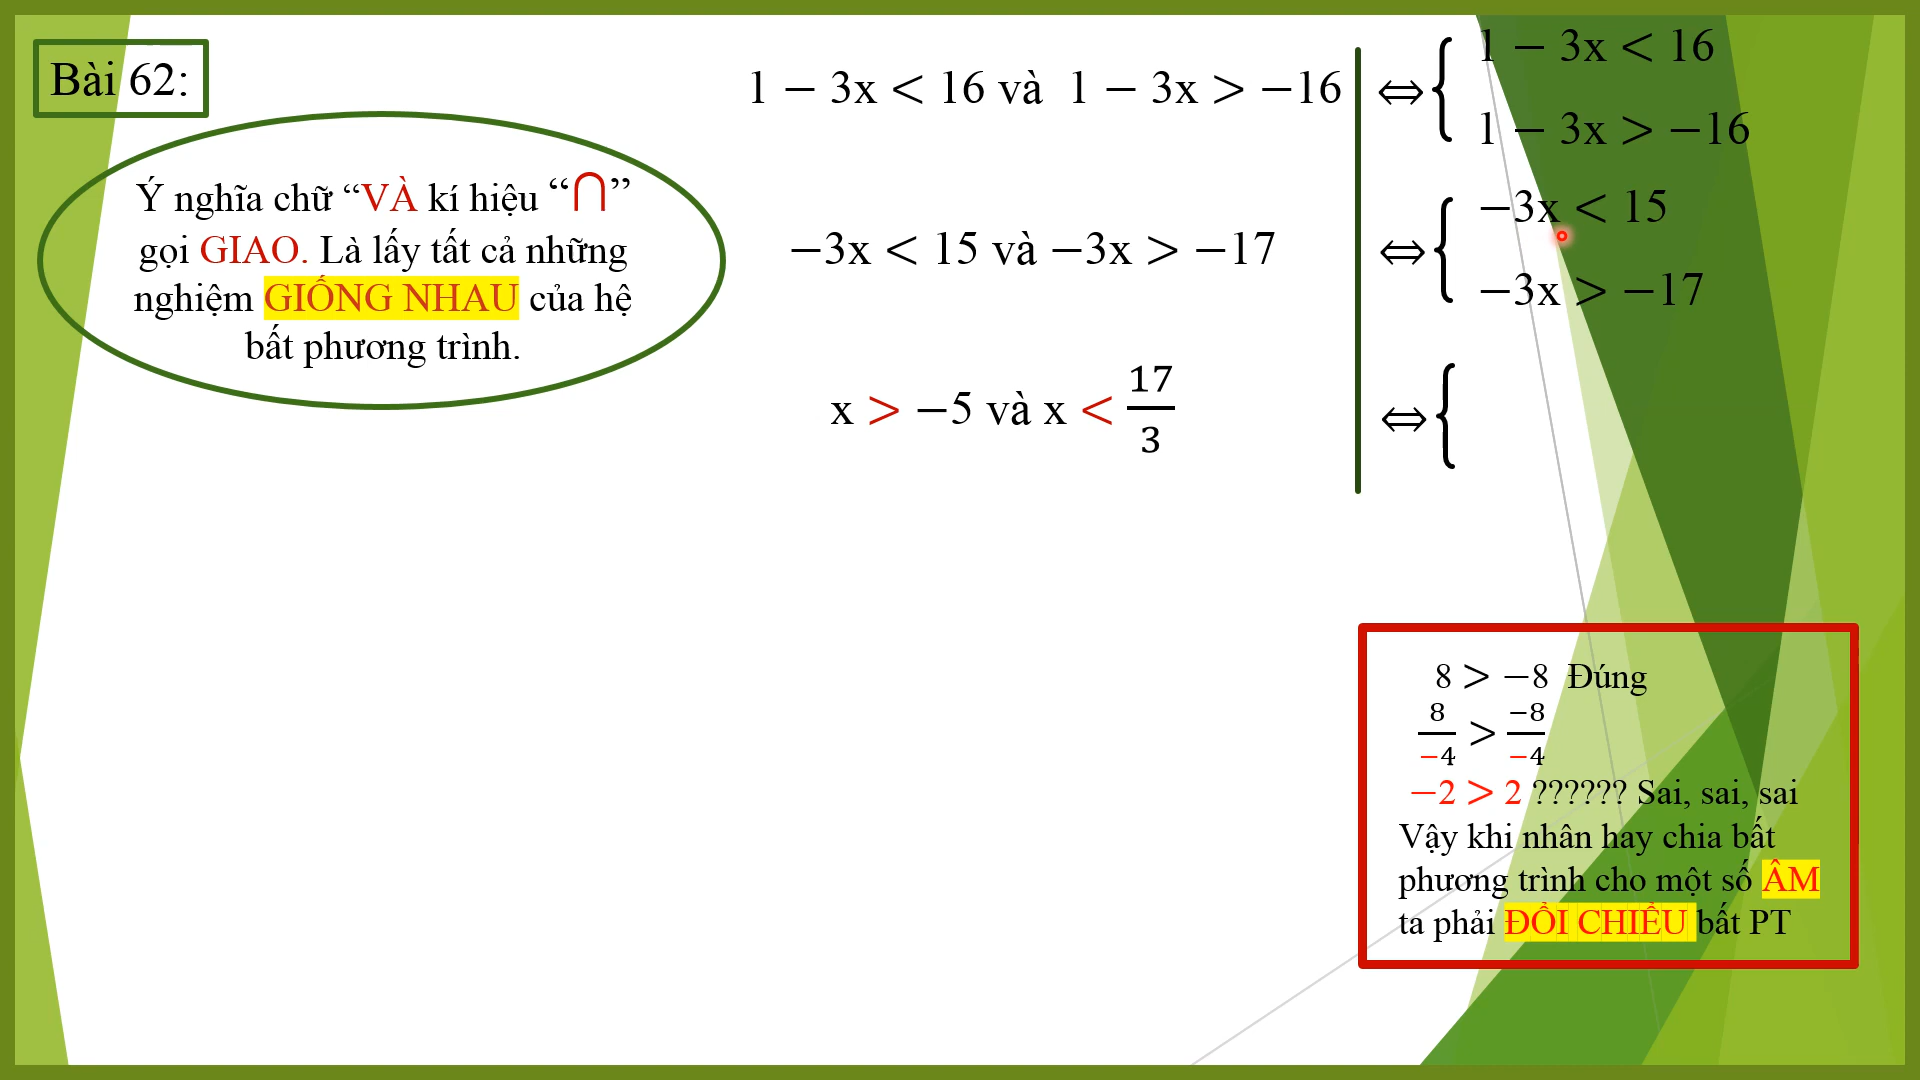 Bài 62:
Ý nghĩa chữ “VÀ kí hiệu “∩”
gọi GIAO. Là lấy tất cả những
nghiệm GIỐNG NHAU của hệ
bất phương trình.
1 − 3x < 16 và 1 − 3x > −16
−3x < 15 và −3x > −17
x > −5 và x < 17/3
⇔ { 1 − 3x < 16
1 − 3x > −16
⇔ { −3x < 15
−3x > −17
⇔ {
8 > −8 Đúng
8/−4 > −8/−4
−2 > 2 ?????? Sai, sai, sai
Vậy khi nhân hay chia bất
phương trình cho một số ÂM
ta phải ĐỔI CHIỀU bất PT